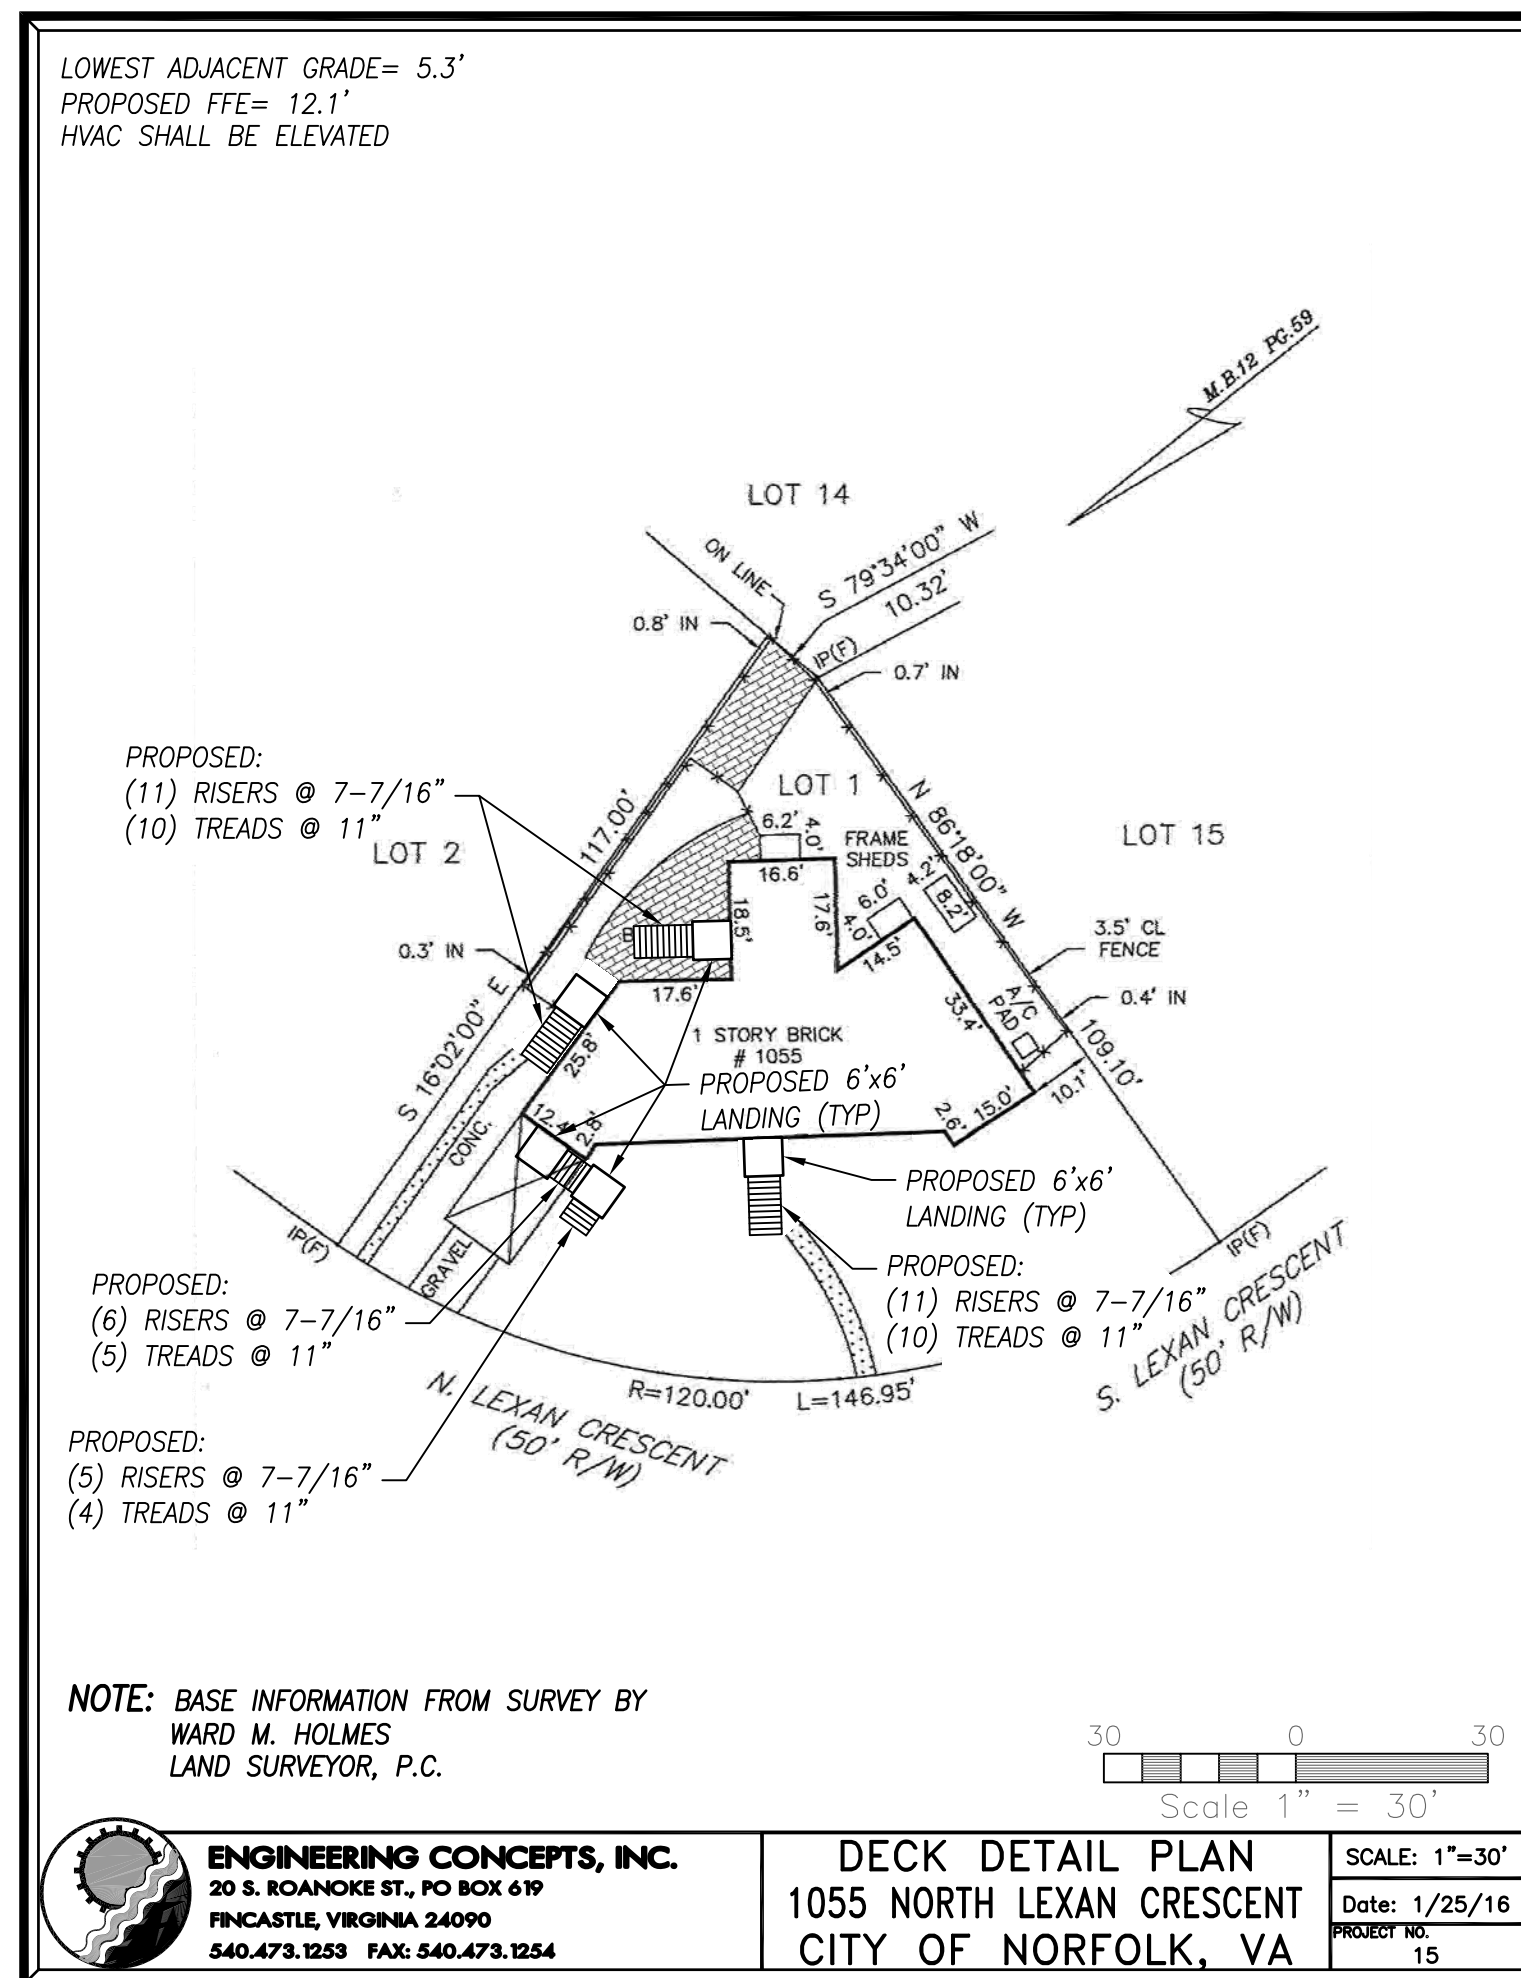 LOWEST ADJACENT GRADE= 5.3'
PROPOSED FFE= 12.1'
HVAC SHALL BE ELEVATED
M.B.12 PG.59
LOT 14
ON LINE
S 79°34'00" W
10.32'
0.8' IN
IP(F)
0.7' IN
PROPOSED:
(11) RISERS @ 7-7/16"
(10) TREADS @ 11"
LOT 2
117.00'
LOT 1
6.2'
4.0'
FRAME
SHEDS
N 86°18'00" W
LOT 15
16.6'
4.2'
8.2'
6.0'
4.0'
18.5'
17.6'
14.5'
B
3.5' CL
FENCE
0.3' IN
S 16°02'00" E
17.6'
33.4'
A/C
PAD
0.4' IN
109.10'
1 STORY BRICK
# 1055
25.8'
PROPOSED 6'x6'
LANDING (TYP)
10.1'
15.0'
2.6'
12.4'
2.8'
CONC.
PROPOSED 6'x6'
LANDING (TYP)
IP(F)
IP(F)
GRAVEL
PROPOSED:
(6) RISERS @ 7-7/16"
(5) TREADS @ 11"
PROPOSED:
(11) RISERS @ 7-7/16"
(10) TREADS @ 11"
S. LEXAN CRESCENT
(50' R/W)
R=120.00'
L=146.95'
N. LEXAN CRESCENT
(50' R/W)
PROPOSED:
(5) RISERS @ 7-7/16"
(4) TREADS @ 11"
NOTE: BASE INFORMATION FROM SURVEY BY
WARD M. HOLMES
LAND SURVEYOR, P.C.
30 0 30
Scale 1" = 30'
ENGINEERING CONCEPTS, INC.
20 S. ROANOKE ST., PO BOX 619
FINCASTLE, VIRGINIA 24090
540.473.1253 FAX: 540.473.1254
DECK DETAIL PLAN
1055 NORTH LEXAN CRESCENT
CITY OF NORFOLK, VA
SCALE: 1"=30'
Date: 1/25/16
PROJECT NO.
15